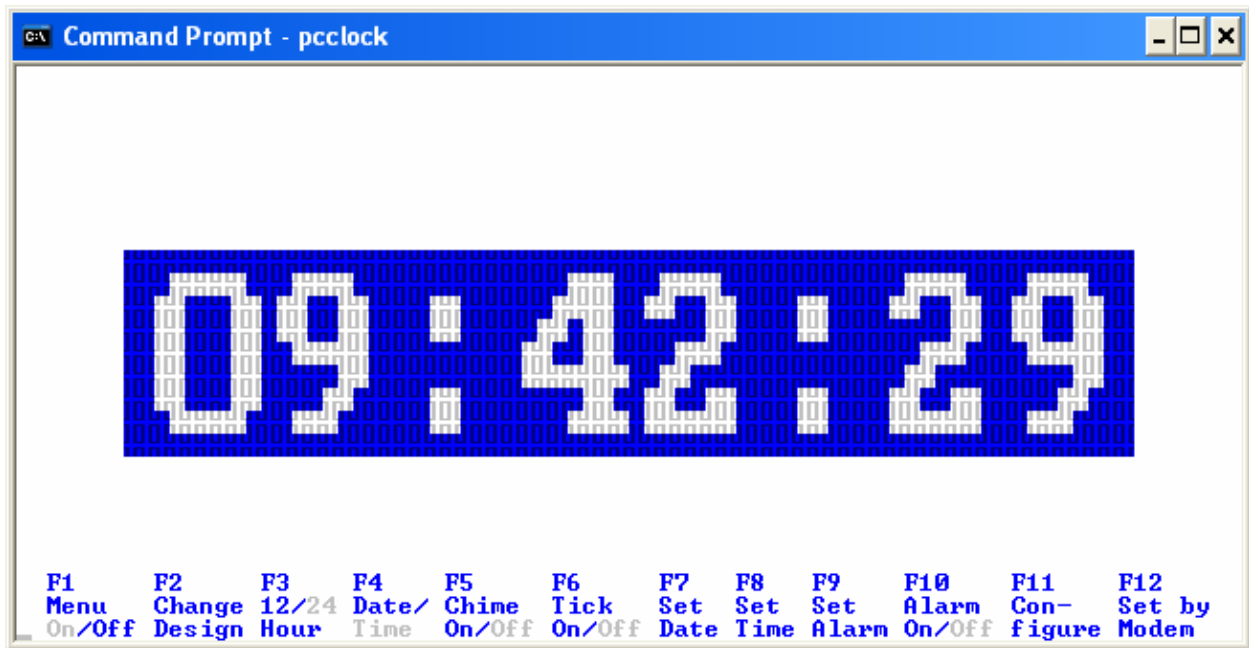 Command Prompt - pcclock
09:42:29
F1 F2 F3 F4 F5 F6 F7 F8 F9 F10 F11 F12
Menu Change 12/24 Date/ Chime Tick Set Set Set Alarm Con- Set by
On/Off Design Hour Time On/Off On/Off Date Time Alarm On/Off figure Modem